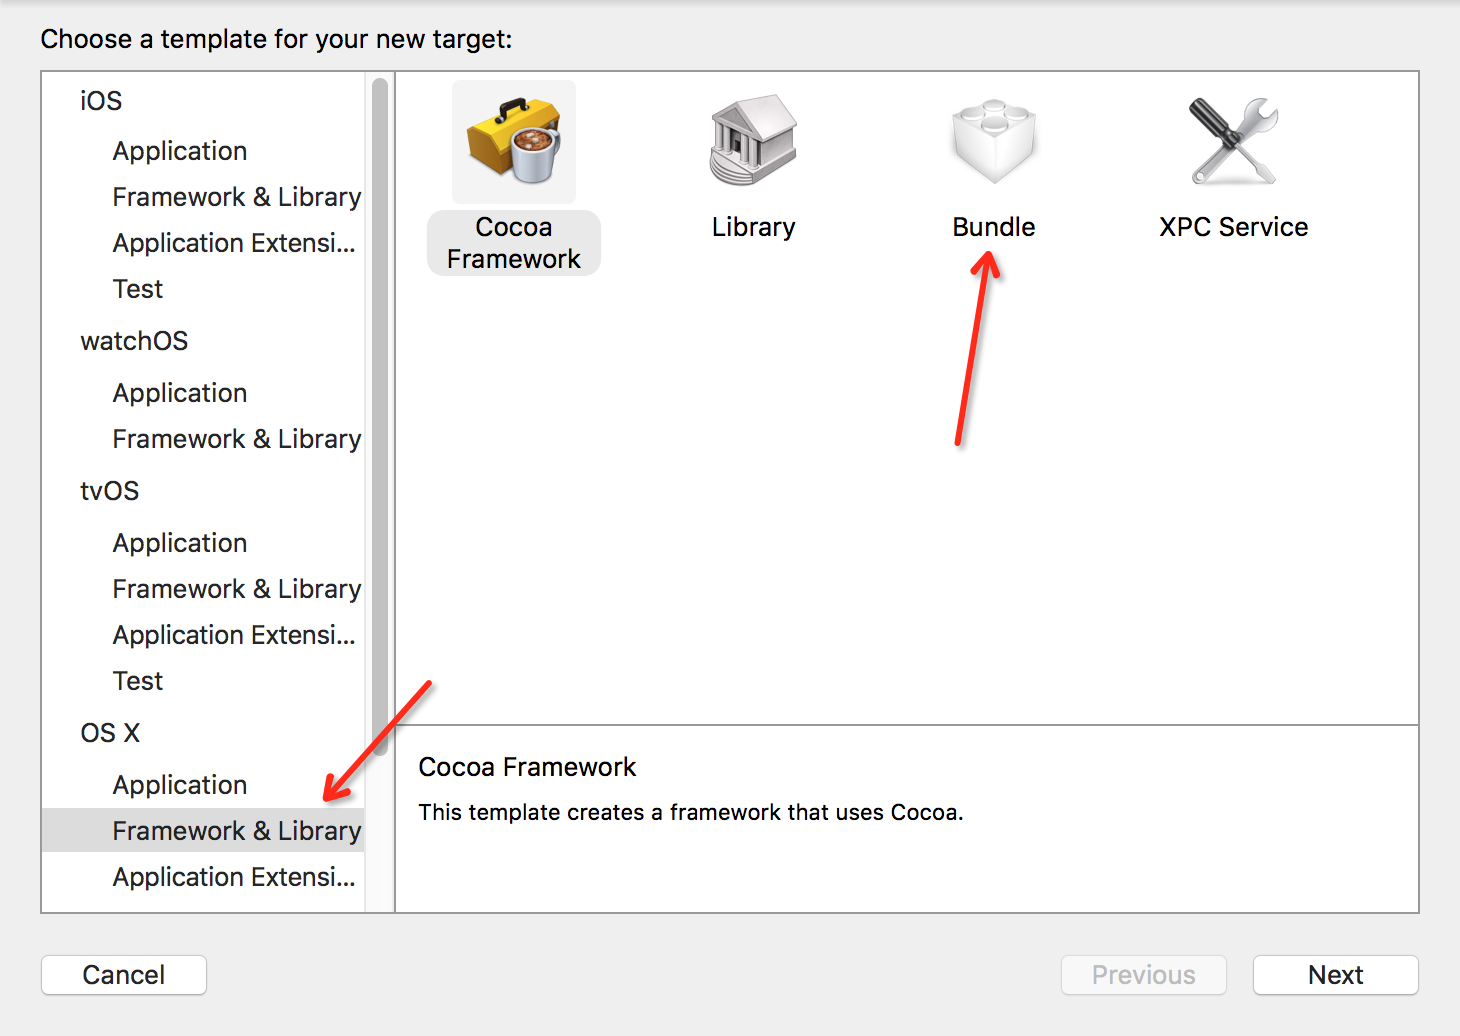 Choose a template for your new target:
iOS
Application
Framework & Library
Application Extensi...
Test
watchOS
Application
Framework & Library
tvOS
Application
Framework & Library
Application Extensi...
Test
OS X
Application
Framework & Library
Application Extensi...
Cocoa
Framework
Library
Bundle
XPC Service
Cocoa Framework
This template creates a framework that uses Cocoa.
Cancel
Previous
Next